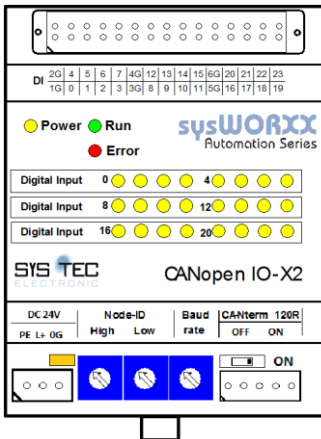 DI 2G 4 5 6 7 4G 12 13 14 15 6G 20 21 22 23
1G 0 1 2 3 3G 8 9 10 11 5G 16 17 18 19
Power Run sysWORXX
Automation Series
Error
Digital Input 0 4
Digital Input 8 12
Digital Input 16 20
SYS TEC
ELECTRONIC
CANopen IO-X2
DC 24V Node-ID Baud CANterm 120R
PE L+ 0G High Low rate OFF ON
ON